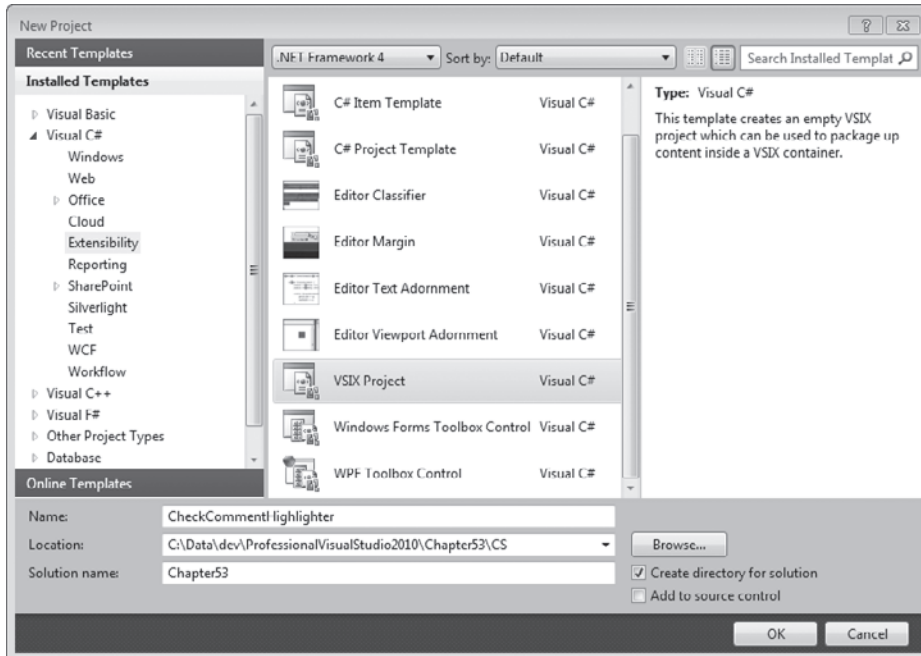 New Project
Recent Templates
Installed Templates
Visual Basic
Visual C#
Windows
Web
Office
Cloud
Extensibility
Reporting
SharePoint
Silverlight
Test
WCF
Workflow
Visual C++
Visual F#
Other Project Types
Database
Online Templates
.NET Framework 4
Sort by: Default
Search Installed Templat
C# Item Template Visual C#
C# Project Template Visual C#
Editor Classifier Visual C#
Editor Margin Visual C#
Editor Text Adornment Visual C#
Editor Viewport Adornment Visual C#
VSIX Project Visual C#
Windows Forms Toolbox Control Visual C#
WPF Toolbox Control Visual C#
Type: Visual C#
This template creates an empty VSIX
project which can be used to package up
content inside a VSIX container.
Name: CheckCommentHighlighter
Location: C:\Data\dev\ProfessionalVisualStudio2010\Chapter53\CS
Browse...
Solution name: Chapter53
Create directory for solution
Add to source control
OK
Cancel